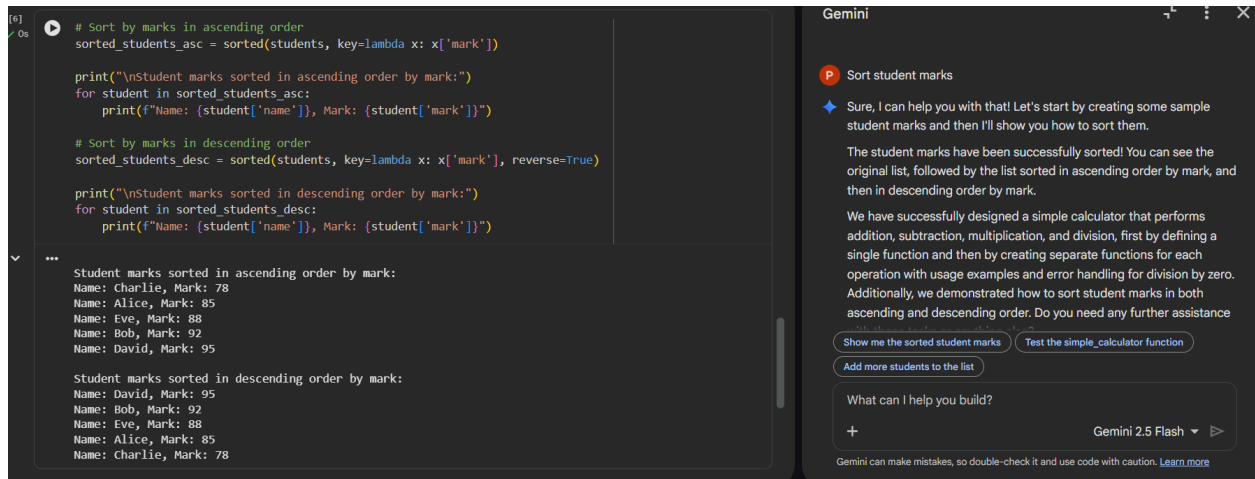 [6]
0s
# Sort by marks in ascending order
sorted_students_asc = sorted(students, key=lambda x: x['mark'])
print("\nStudent marks sorted in ascending order by mark:")
for student in sorted_students_asc:
    print(f"Name: {student['name']}, Mark: {student['mark']}")
# Sort by marks in descending order
sorted_students_desc = sorted(students, key=lambda x: x['mark'], reverse=True)
print("\nStudent marks sorted in descending order by mark:")
for student in sorted_students_desc:
    print(f"Name: {student['name']}, Mark: {student['mark']}")
Student marks sorted in ascending order by mark:
Name: Charlie, Mark: 78
Name: Alice, Mark: 85
Name: Eve, Mark: 88
Name: Bob, Mark: 92
Name: David, Mark: 95
Student marks sorted in descending order by mark:
Name: David, Mark: 95
Name: Bob, Mark: 92
Name: Eve, Mark: 88
Name: Alice, Mark: 85
Name: Charlie, Mark: 78
Gemini
P Sort student marks
Sure, I can help you with that! Let's start by creating some sample
student marks and then I'll show you how to sort them.
The student marks have been successfully sorted! You can see the
original list, followed by the list sorted in ascending order by mark, and
then in descending order by mark.
We have successfully designed a simple calculator that performs
addition, subtraction, multiplication, and division, first by defining a
single function and then by creating separate functions for each
operation with usage examples and error handling for division by zero.
Additionally, we demonstrated how to sort student marks in both
ascending and descending order. Do you need any further assistance
Show me the sorted student marks
Test the simple_calculator function
Add more students to the list
What can I help you build?
Gemini 2.5 Flash
Gemini can make mistakes, so double-check it and use code with caution. Learn more